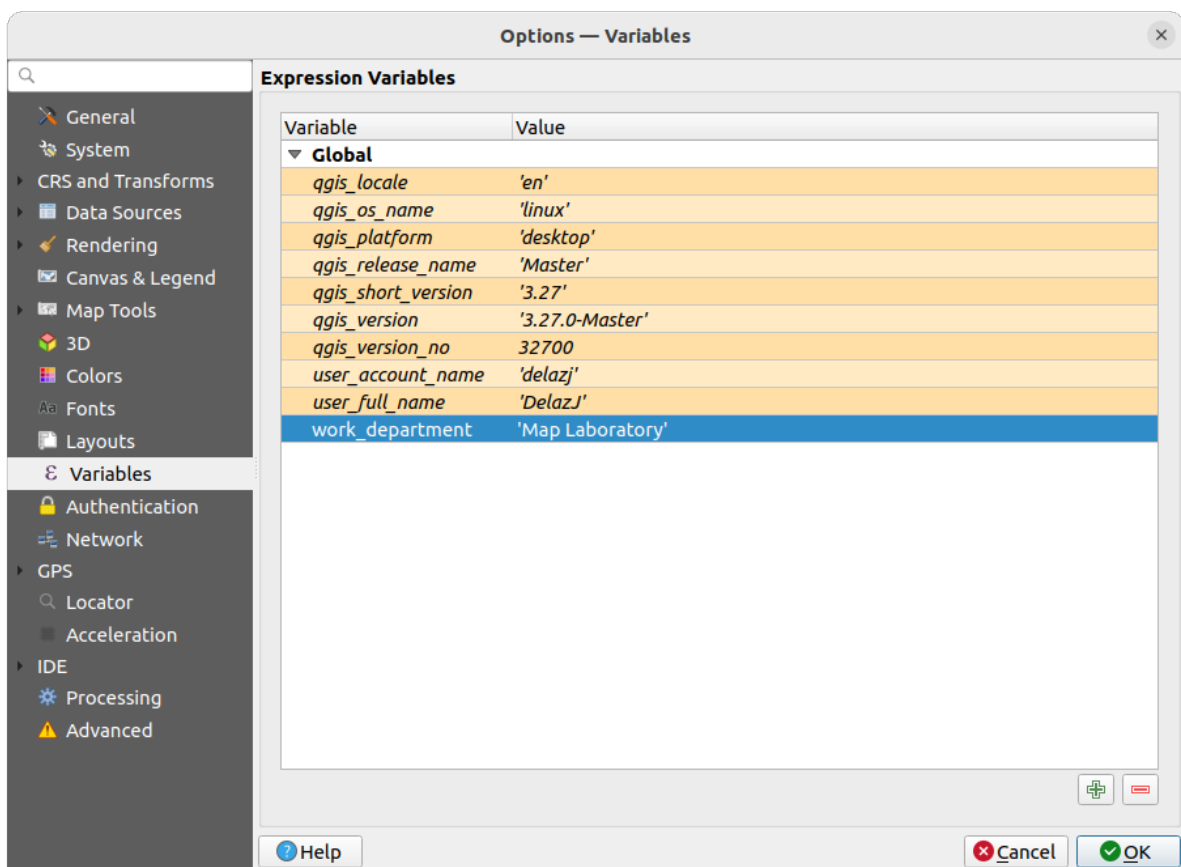 Options — Variables
General
System
CRS and Transforms
Data Sources
Rendering
Canvas & Legend
Map Tools
3D
Colors
Aa Fonts
Layouts
ε Variables
Authentication
Network
GPS
Locator
Acceleration
IDE
Processing
Advanced
Expression Variables
Variable Value
Global
qgis_locale 'en'
qgis_os_name 'linux'
qgis_platform 'desktop'
qgis_release_name 'Master'
qgis_short_version '3.27'
qgis_version '3.27.0-Master'
qgis_version_no 32700
user_account_name 'delazj'
user_full_name 'DelazJ'
work_department 'Map Laboratory'
Help Cancel OK